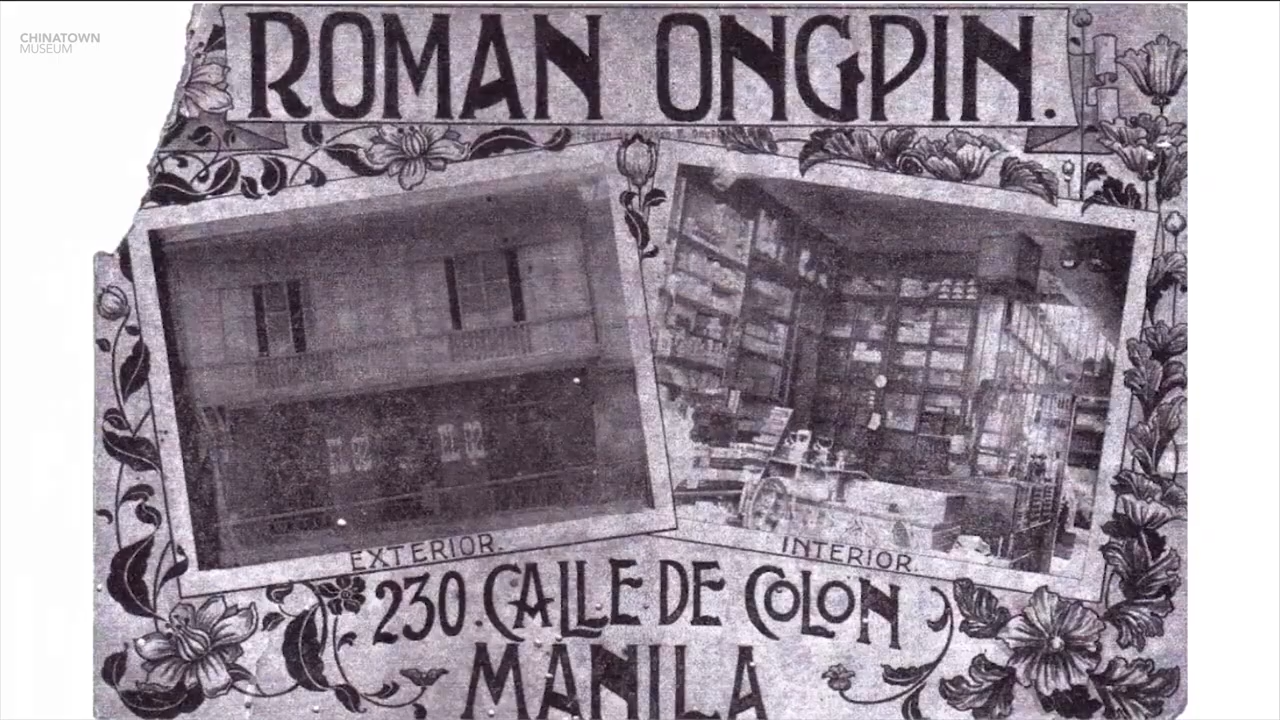 CHINATOWN
MUSEUM
ROMAN ONGPIN.
EXTERIOR.
INTERIOR.
230. CALLE DE COLON
MANILA